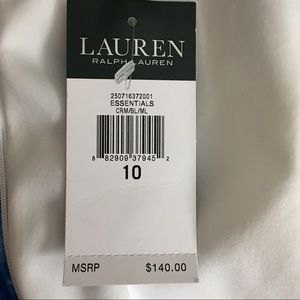 LAUREN
RALPH LAUREN
250716372001
ESSENTIALS
CRM/BL/ML
8 82909 37945 2
10
MSRP $140.00